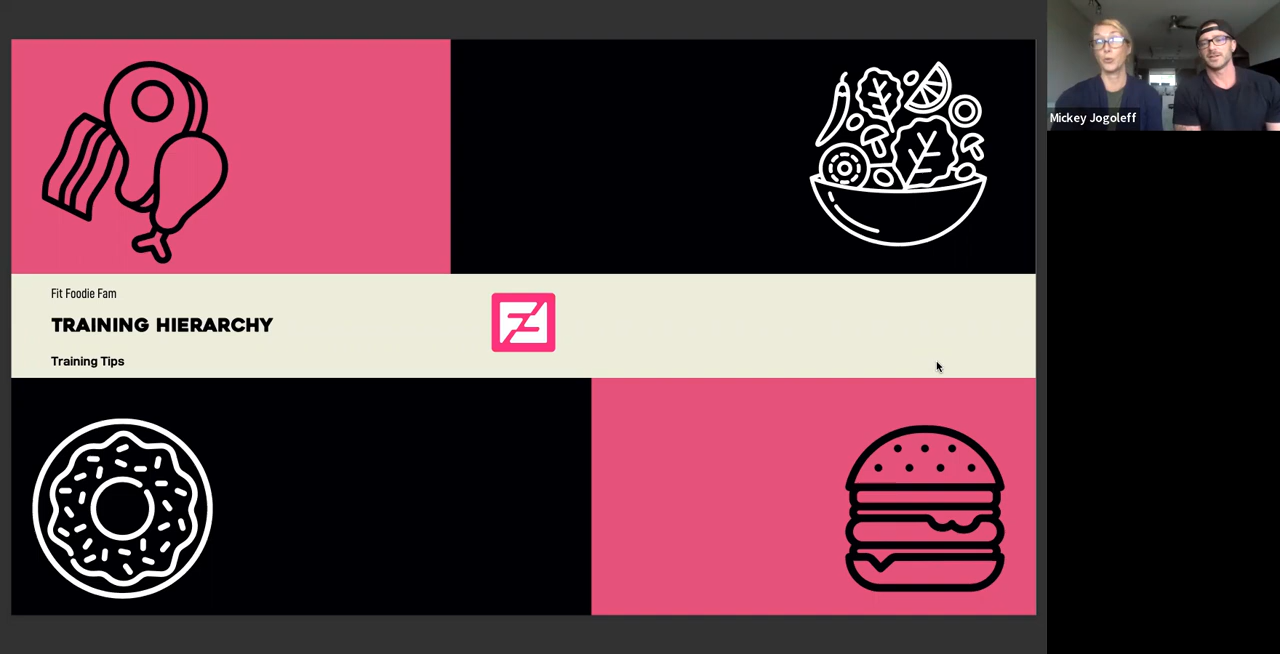 Fit Foodie Fam
TRAINING HIERARCHY
Training Tips
Mickey Jogoleff